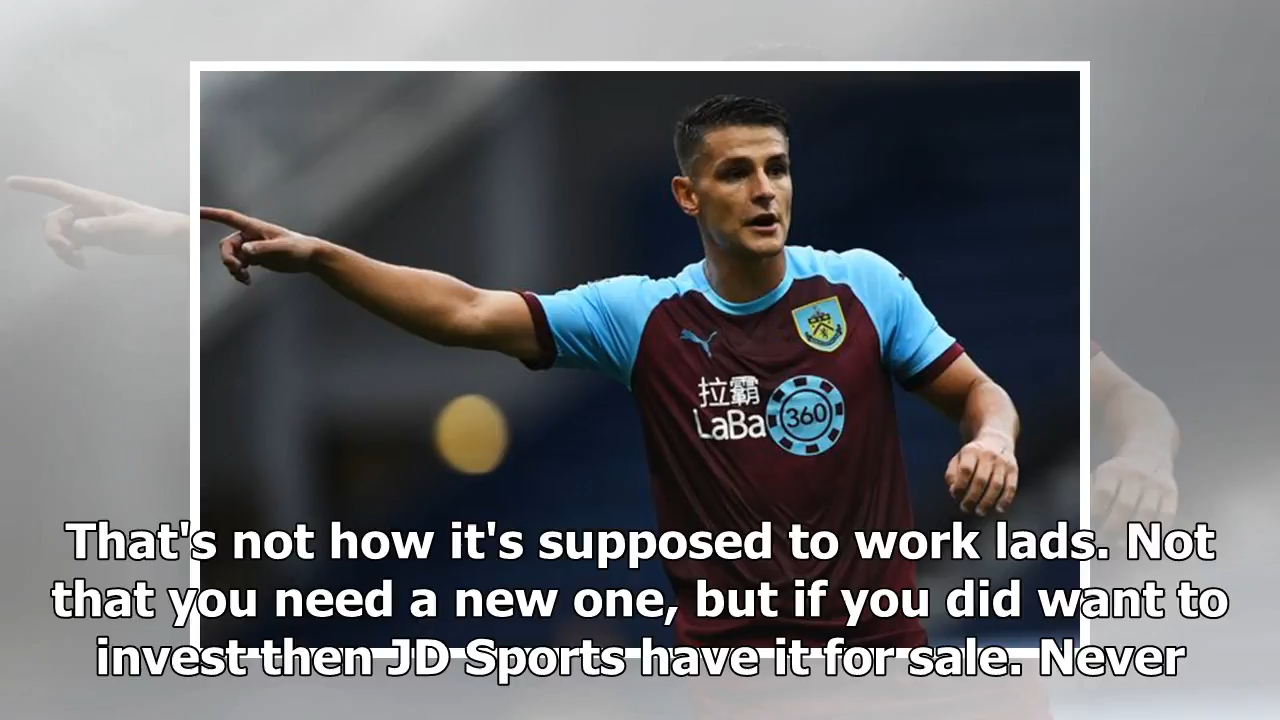 拉霸
LaBa
360
That's not how it's supposed to work lads. Not
that you need a new one, but if you did want to
invest then JD Sports have it for sale. Never